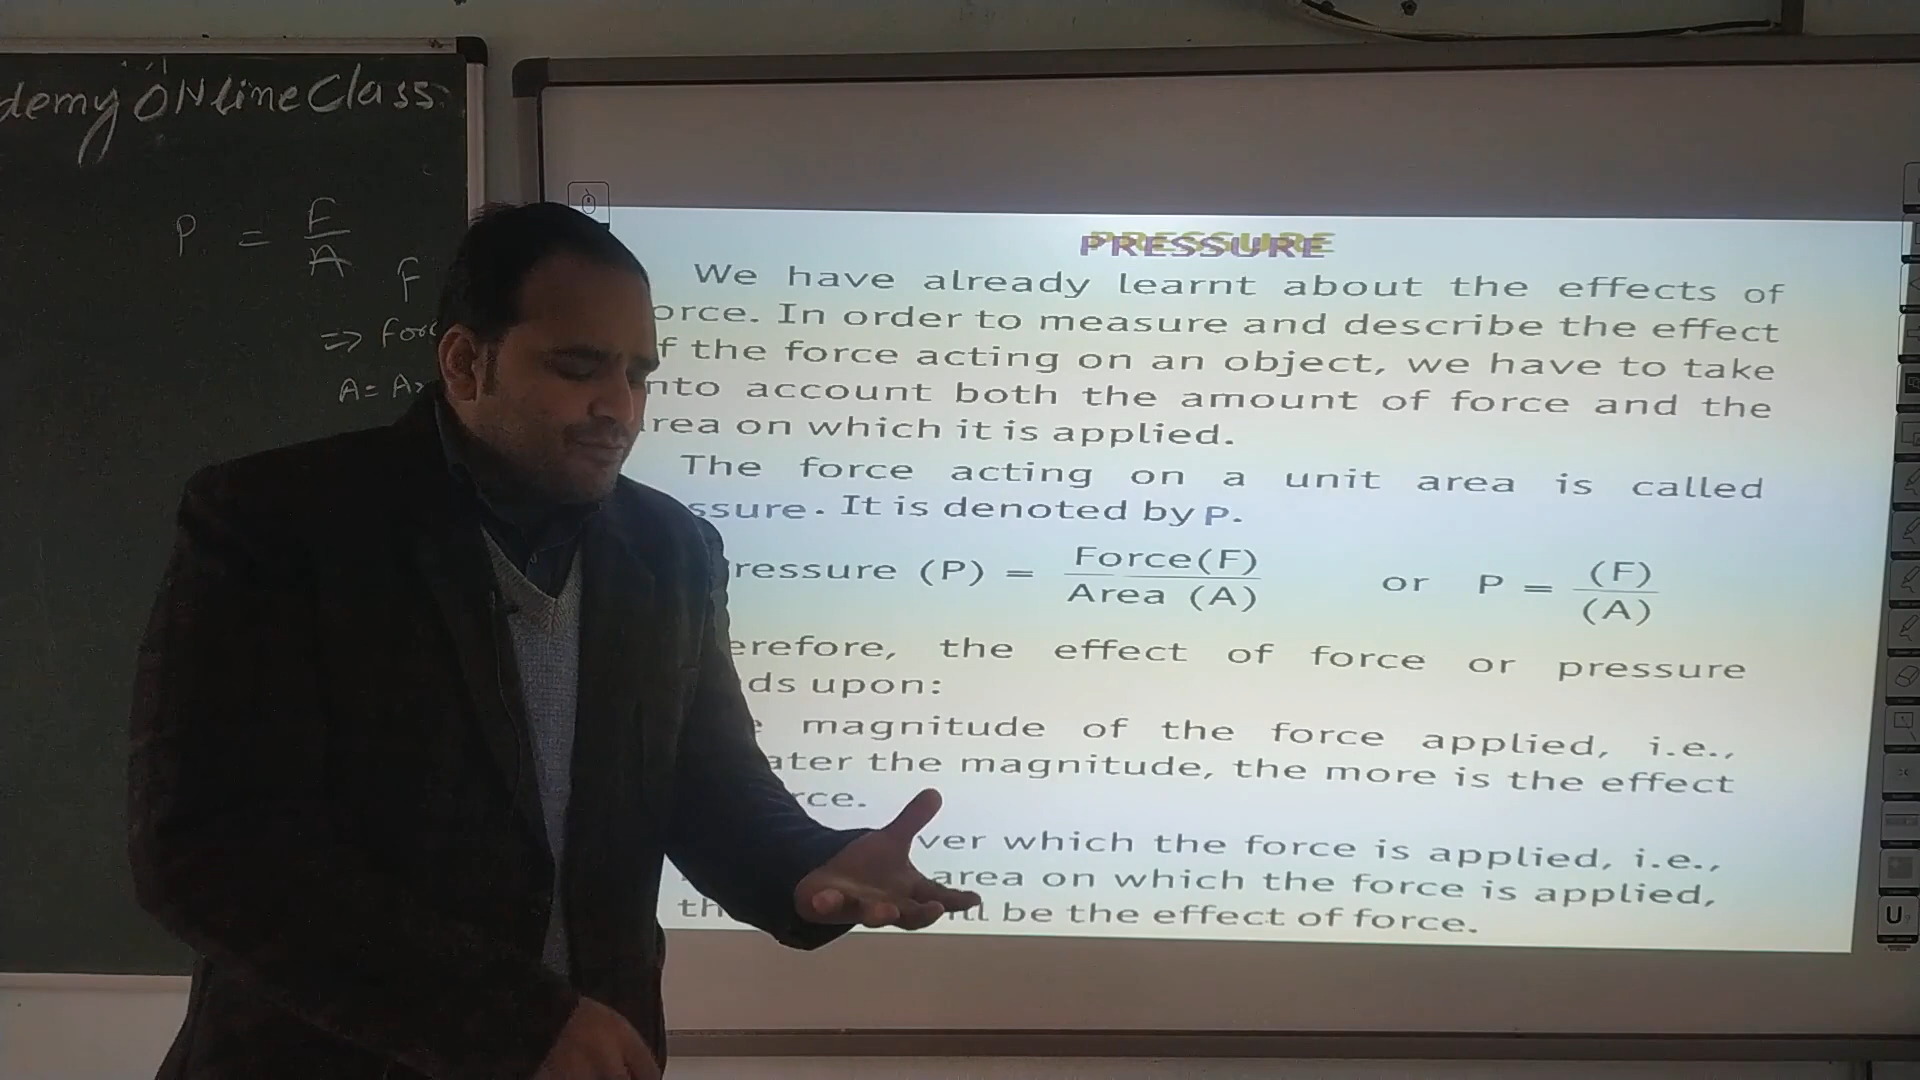 demy ONline Class
P = F
A
F
=> forc
A = A
PRESSURE
We have already learnt about the effects of
orce. In order to measure and describe the effect
f the force acting on an object, we have to take
nto account both the amount of force and the
rea on which it is applied.
The force acting on a unit area is called
ssure. It is denoted by P.
ressure (P) = Force(F) or P = (F)
Area (A) (A)
erefore, the effect of force or pressure
ds upon:
magnitude of the force applied, i.e.,
ater the magnitude, the more is the effect
rce.
ver which the force is applied, i.e.,
area on which the force is applied,
th ll be the effect of force.
U